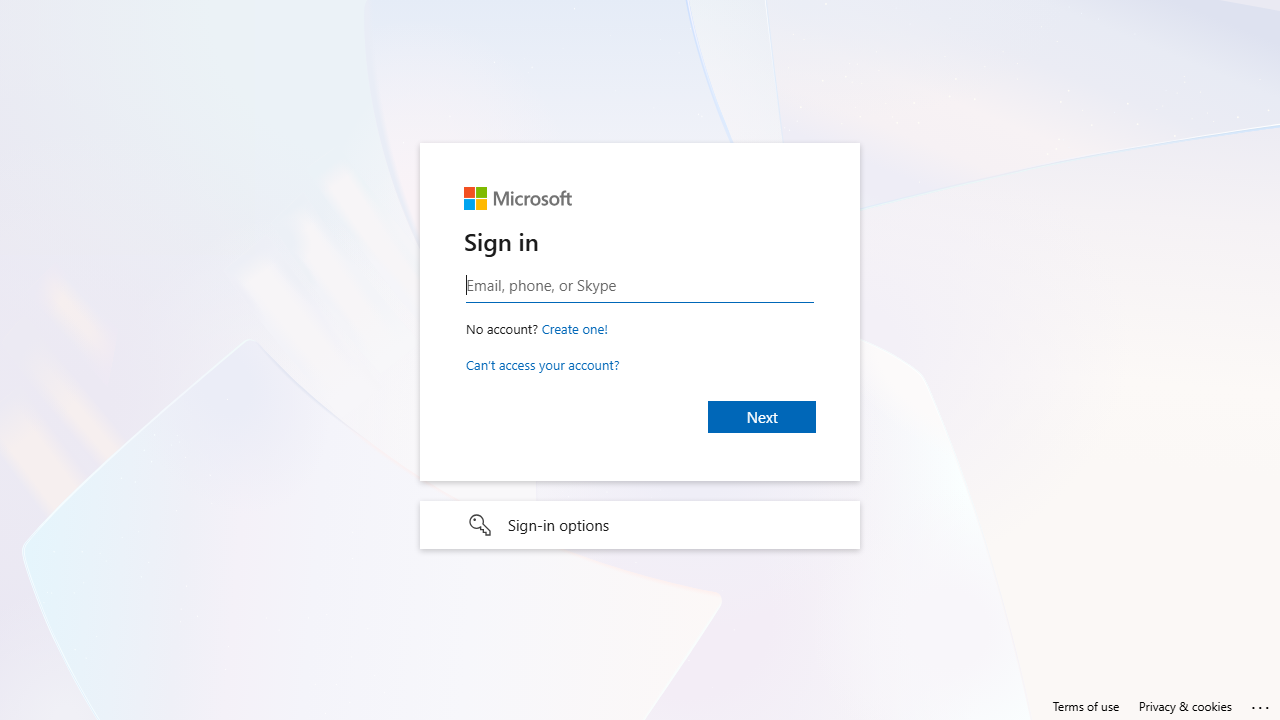 Microsoft
Sign in
Email, phone, or Skype
No account? Create one!
Can't access your account?
Next
Sign-in options
Terms of use Privacy & cookies ...